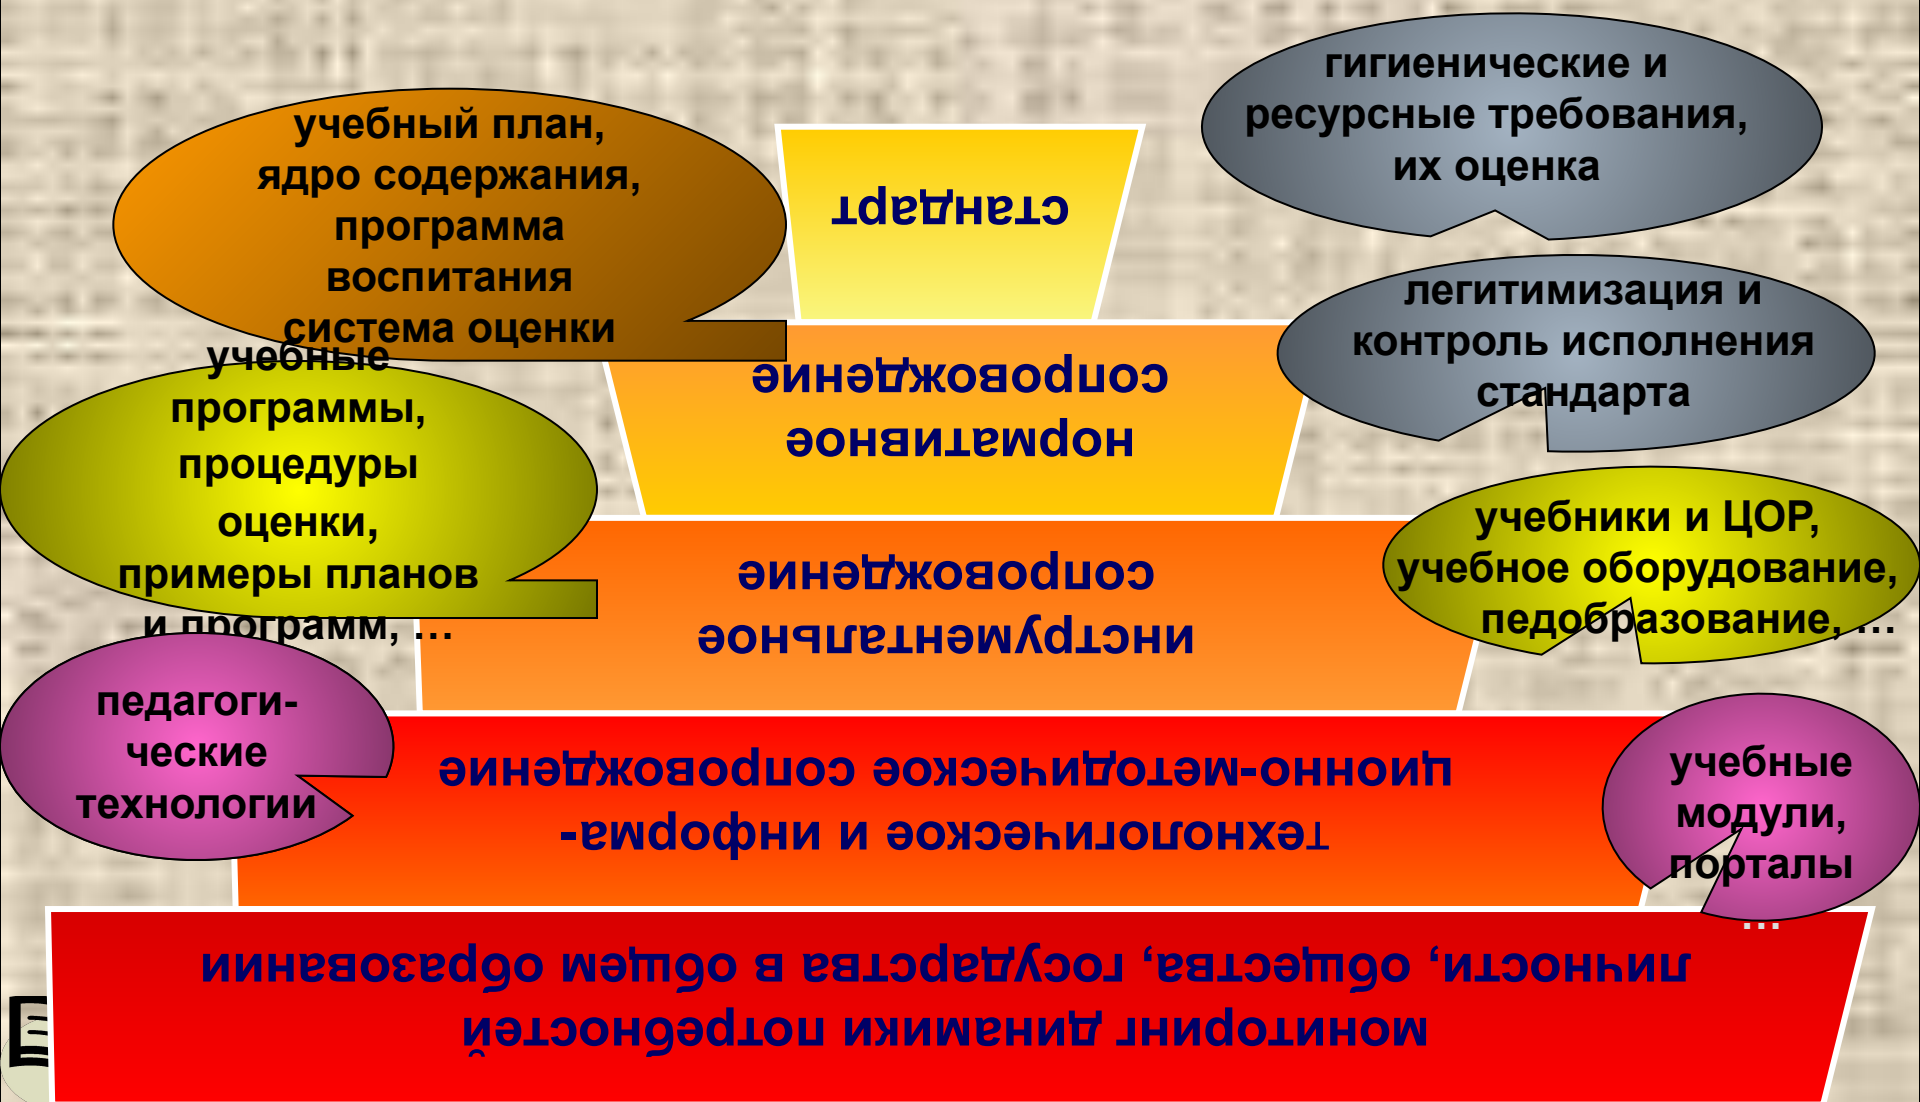 гигиенические и
ресурсные требования,
их оценка
учебный план,
ядро содержания,
программа
воспитания
система оценки
стандарт
легитимизация и
контроль исполнения
стандарта
нормативное
сопровождение
учебные
программы,
процедуры
оценки,
примеры планов
и программ, ...
учебники и ЦОР,
учебное оборудование,
педобразование, ...
инструментальное
сопровождение
педагоги-
ческие
технологии
технологическое и информа-
ционно-методическое сопровождение
учебные
модули,
порталы
...
мониторинг динамики потребностей
личности, общества, государства в общем образовании